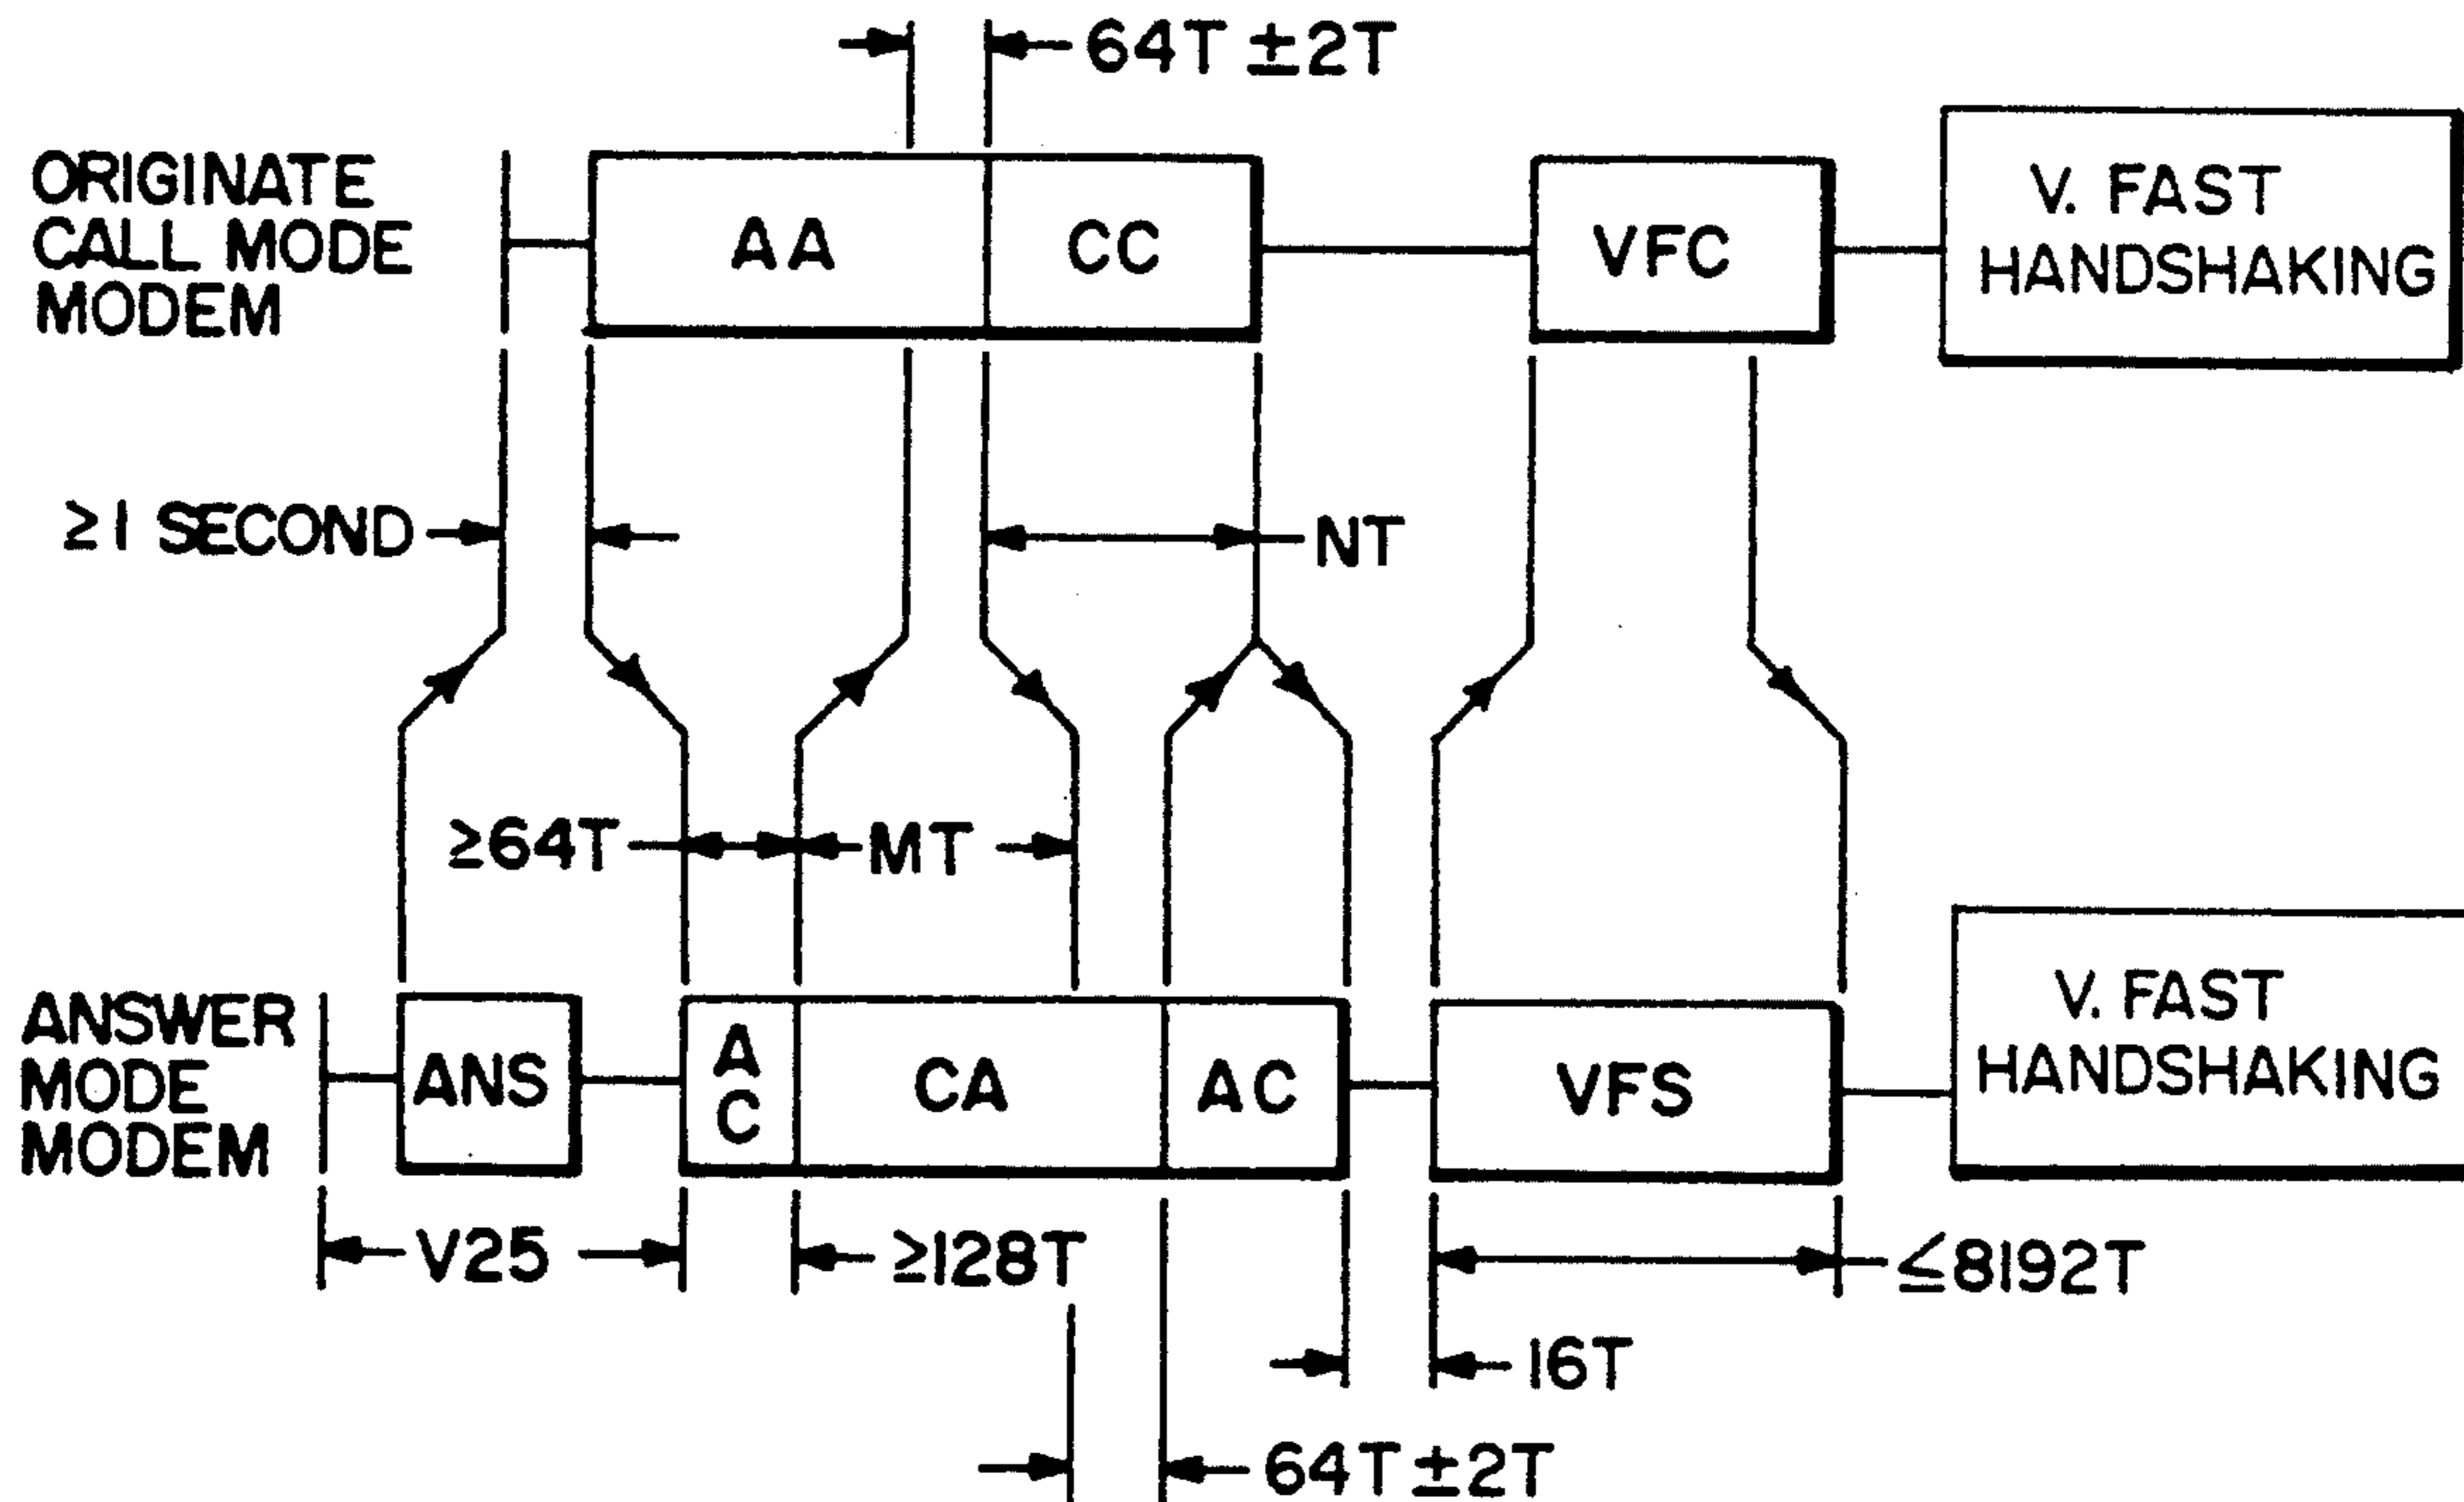 64T ±2T
ORIGINATE
CALL MODE
MODEM
AA
CC
VFC
V. FAST
HANDSHAKING
≥1 SECOND
NT
≥64T
MT
ANSWER
MODE
MODEM
ANS
A
C
CA
AC
VFS
V. FAST
HANDSHAKING
V25
≥128T
≤8192T
16T
64T ±2T